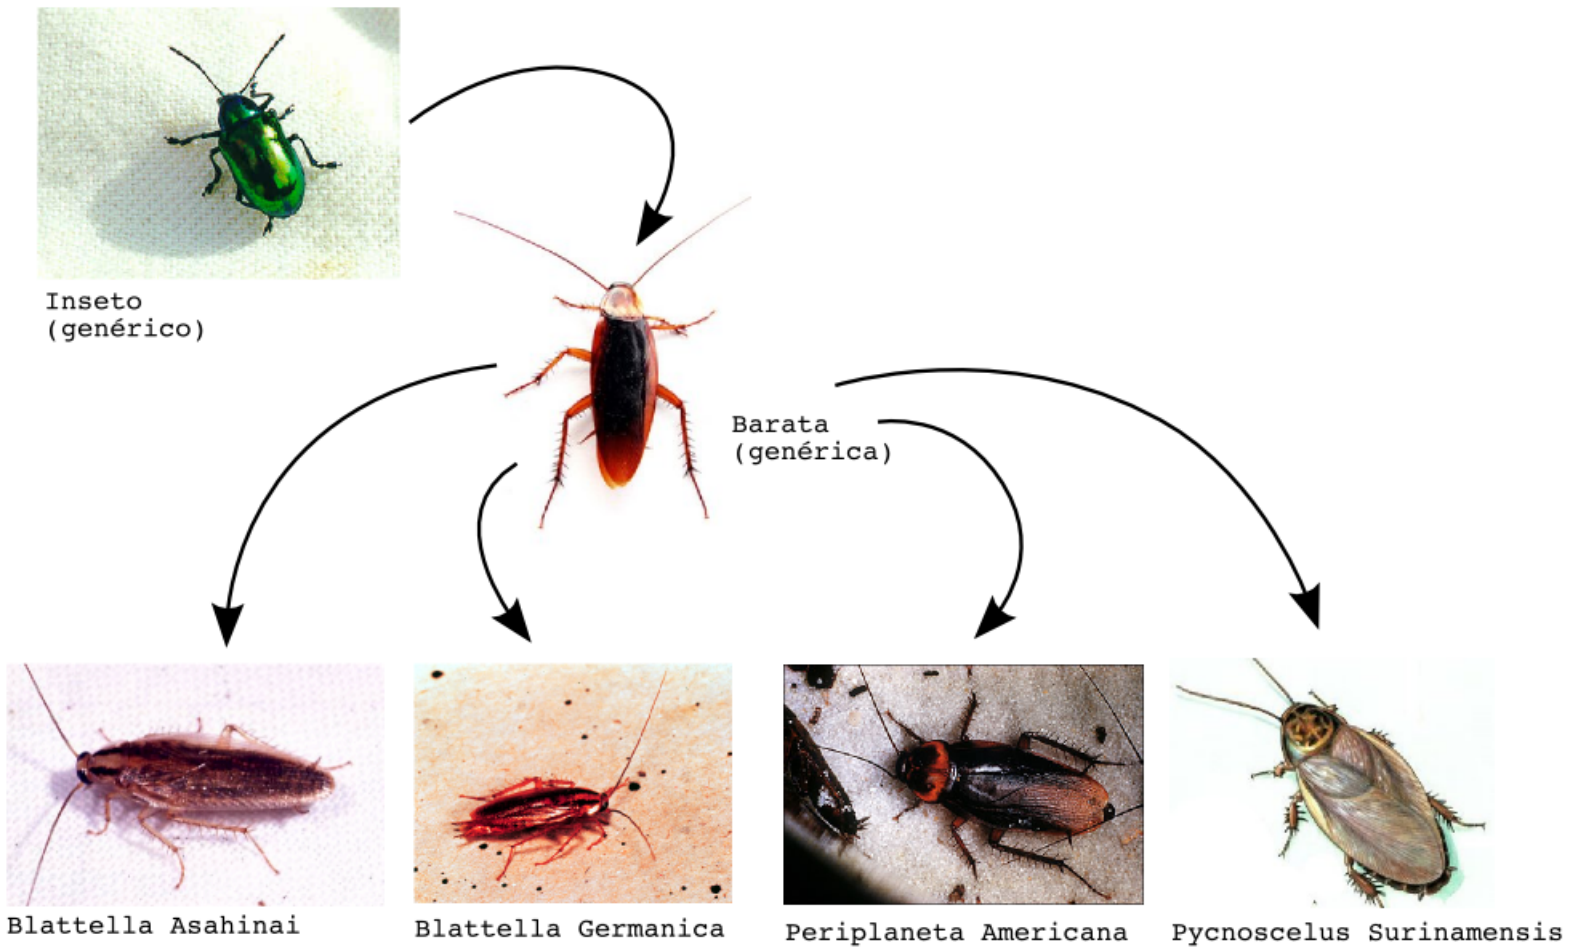 Inseto
(genérico)
Barata
(genérica)
Blattella Asahinai
Blattella Germanica
Periplaneta Americana
Pycnoscelus Surinamensis